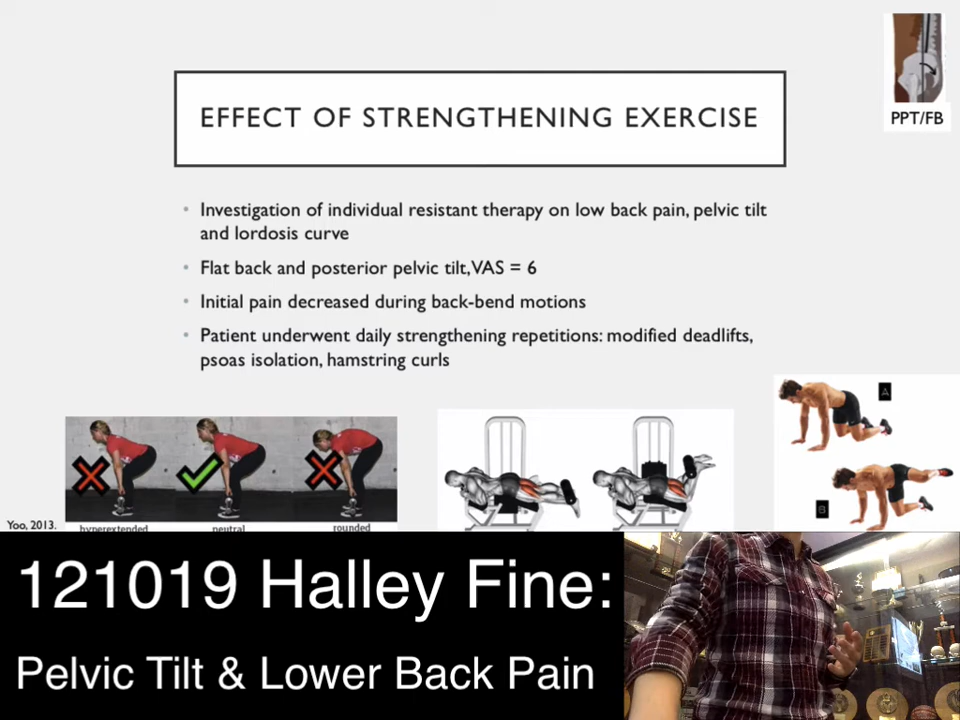 PPT/FB
EFFECT OF STRENGTHENING EXERCISE
• Investigation of individual resistant therapy on low back pain, pelvic tilt
and lordosis curve
• Flat back and posterior pelvic tilt, VAS = 6
• Initial pain decreased during back-bend motions
• Patient underwent daily strengthening repetitions: modified deadlifts,
psoas isolation, hamstring curls
A
B
Yoo, 2013.
hyperextended neutral rounded
121019 Halley Fine:
Pelvic Tilt & Lower Back Pain